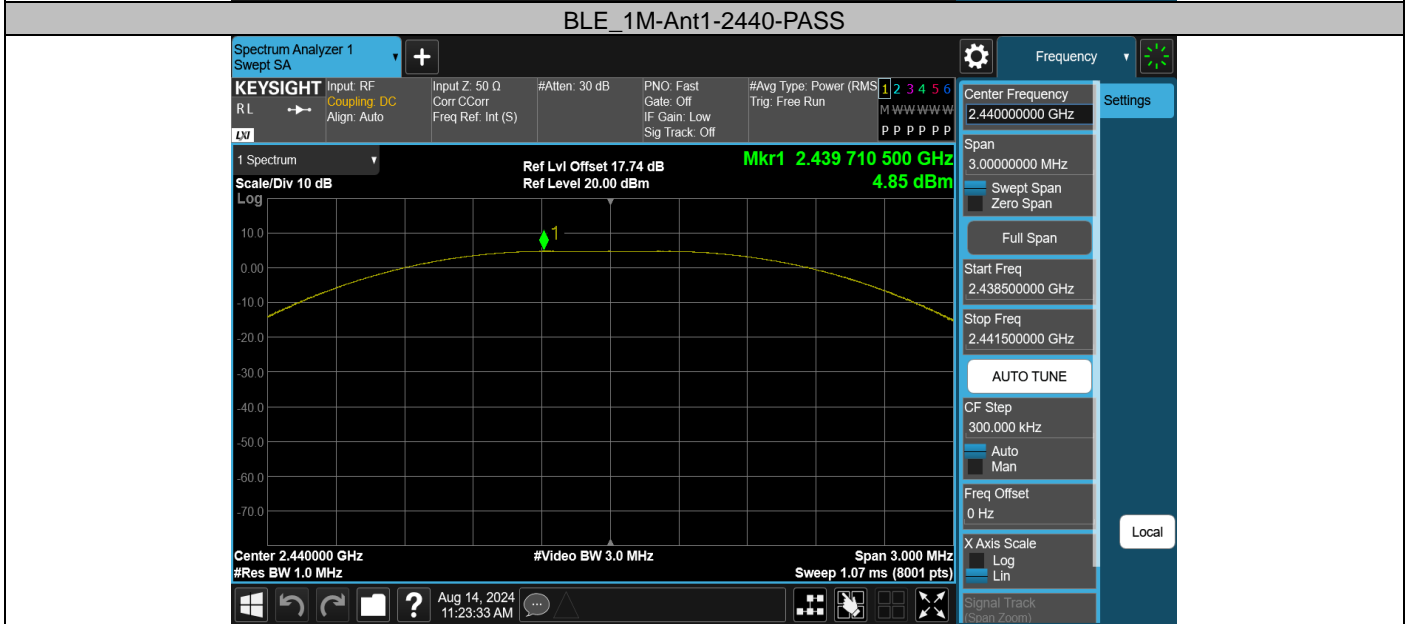 BLE_1M-Ant1-2440-PASS
Spectrum Analyzer 1
Swept SA
+
Frequency
KEYSIGHT
RL
LXI
Input: RF
Coupling: DC
Align: Auto
Input Z: 50 Ω
Corr CCorr
Freq Ref: Int (S)
#Atten: 30 dB
PNO: Fast
Gate: Off
IF Gain: Low
Sig Track: Off
#Avg Type: Power (RMS
Trig: Free Run
1 2 3 4 5 6
M W W W W W
P P P P P P
1 Spectrum
Scale/Div 10 dB
Log
Ref Lvl Offset 17.74 dB
Ref Level 20.00 dBm
Mkr1 2.439 710 500 GHz
4.85 dBm
1
10.0
0.00
-10.0
-20.0
-30.0
-40.0
-50.0
-60.0
-70.0
Center 2.440000 GHz
#Res BW 1.0 MHz
#Video BW 3.0 MHz
Span 3.000 MHz
Sweep 1.07 ms (8001 pts)
Center Frequency
2.440000000 GHz
Settings
Span
3.00000000 MHz
Swept Span
Zero Span
Full Span
Start Freq
2.438500000 GHz
Stop Freq
2.441500000 GHz
AUTO TUNE
CF Step
300.000 kHz
Auto
Man
Freq Offset
0 Hz
X Axis Scale
Log
Lin
Signal Track
(Span Zoom)
Local
?
Aug 14, 2024
11:23:33 AM